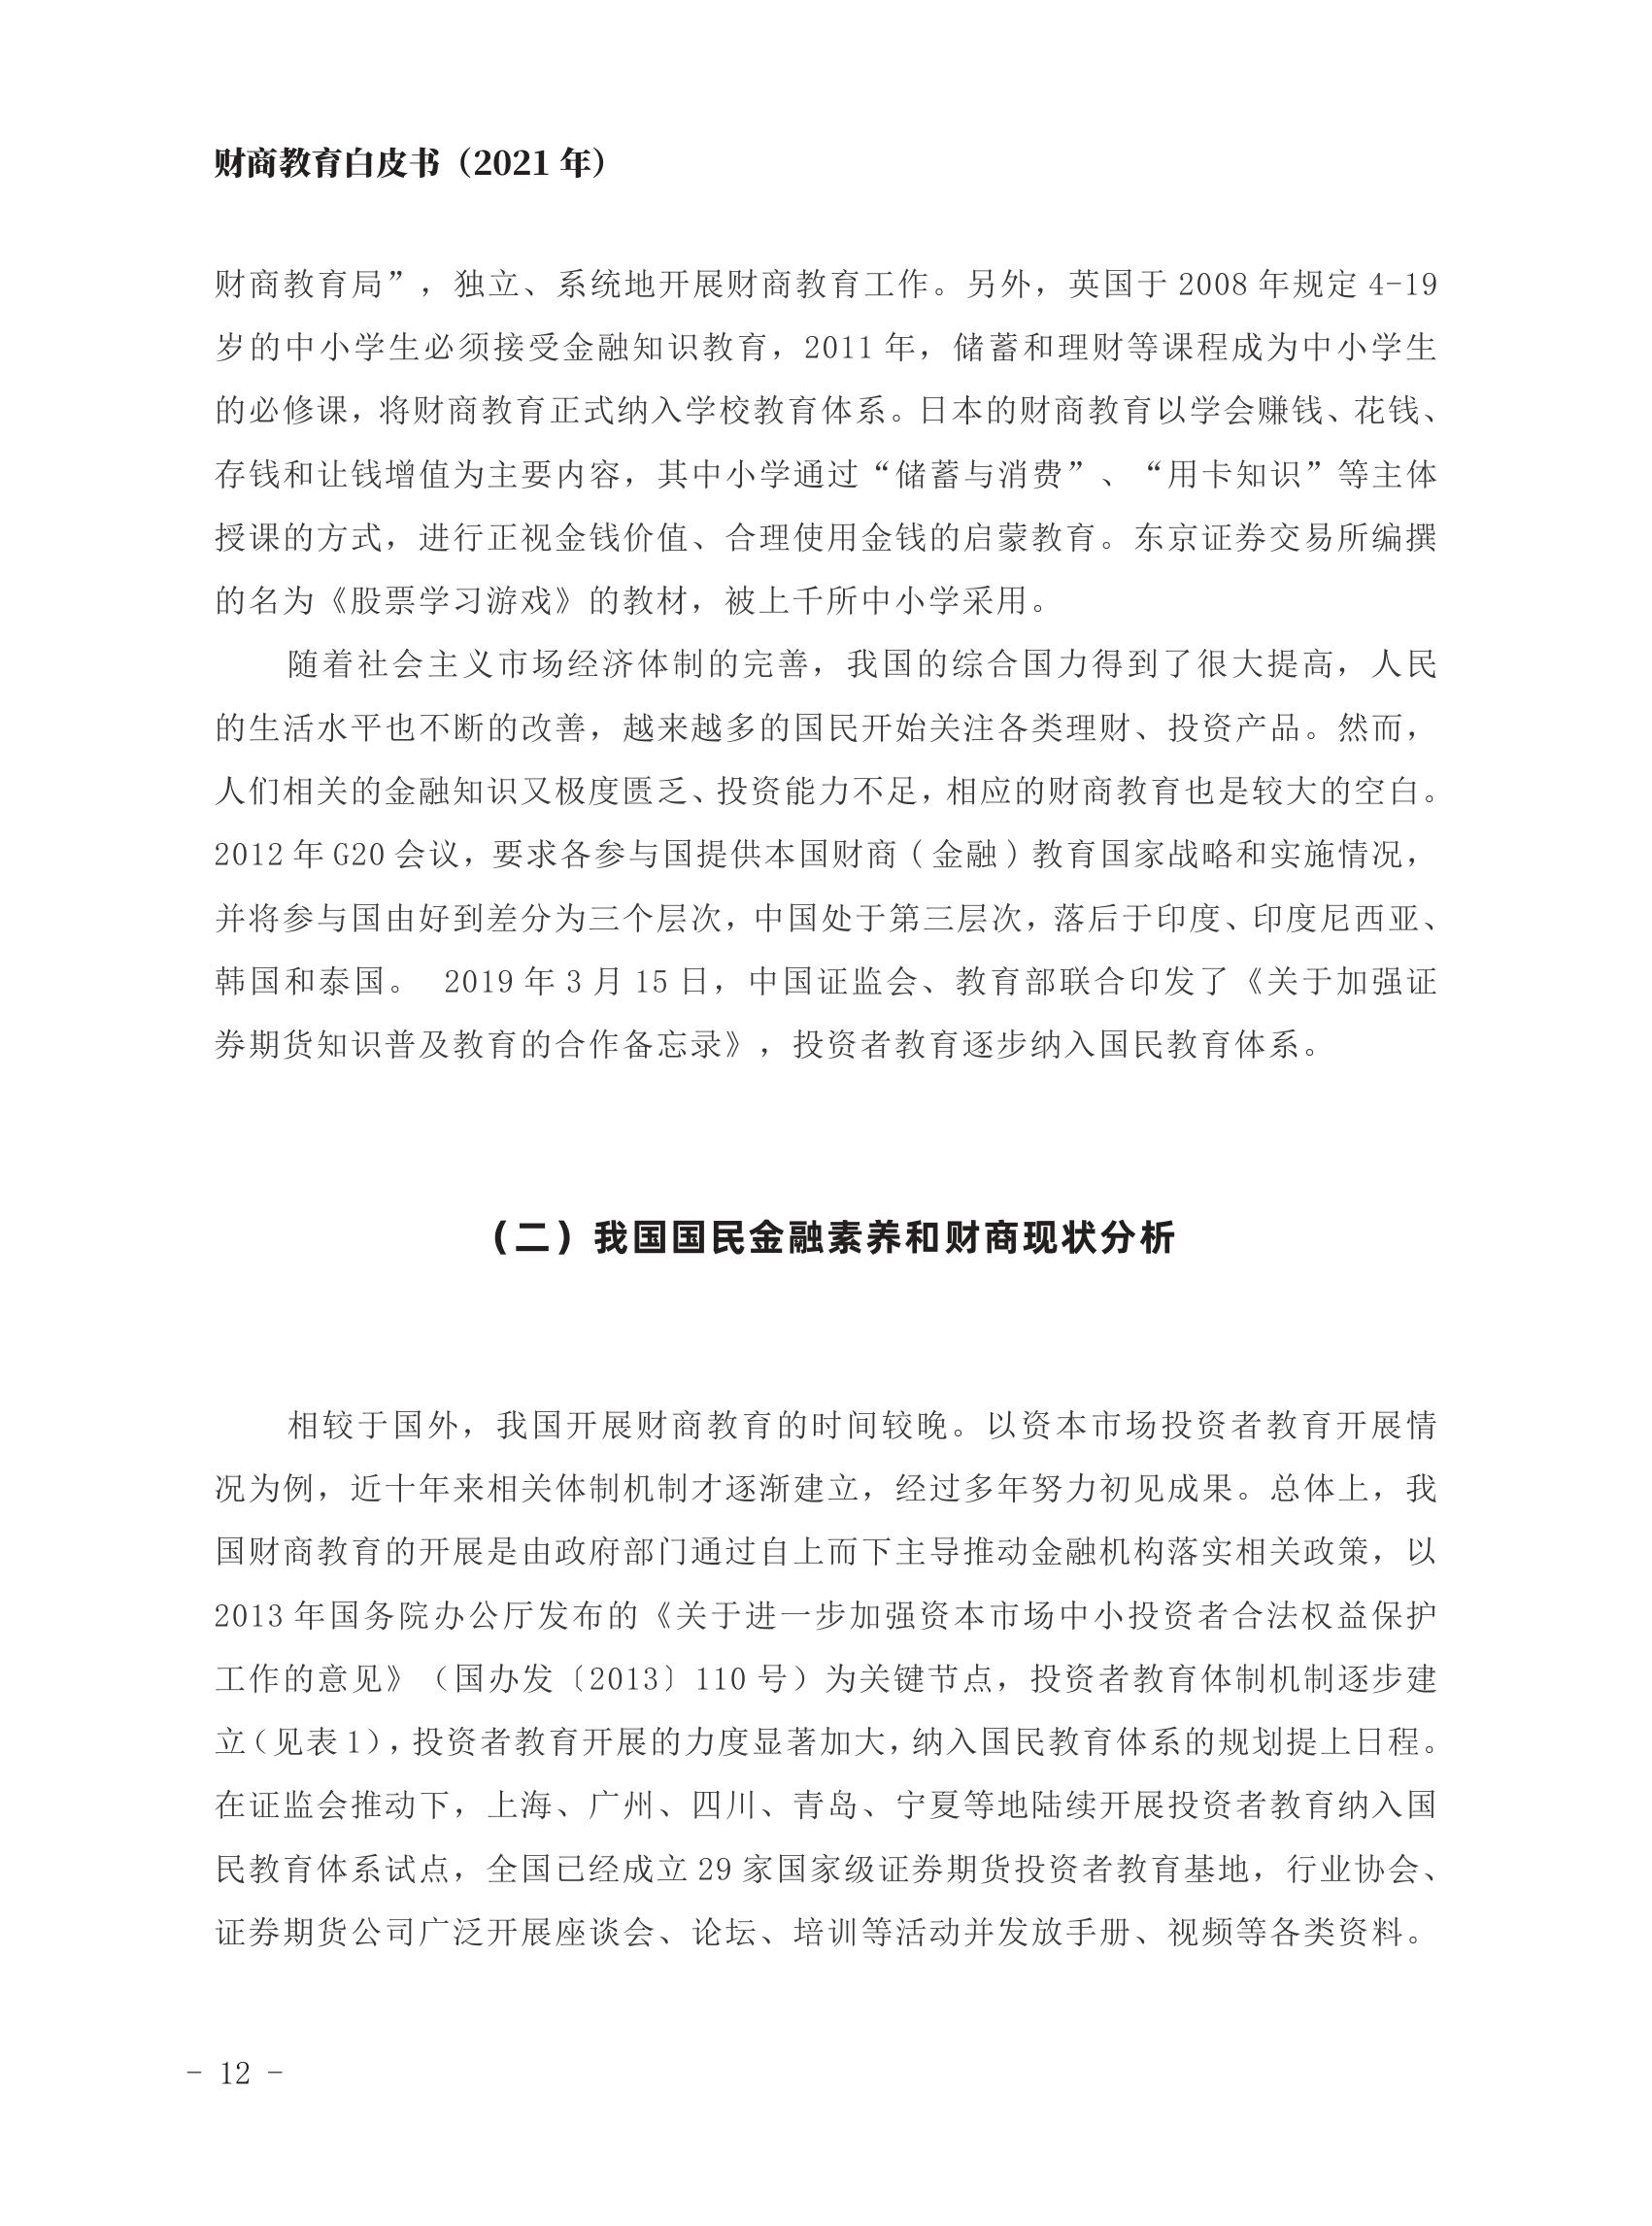 财商教育白皮书（2021 年）
财商教育局”，独立、系统地开展财商教育工作。另外，英国于 2008 年规定 4-19
岁的中小学生必须接受金融知识教育，2011 年，储蓄和理财等课程成为中小学生
的必修课，将财商教育正式纳入学校教育体系。日本的财商教育以学会赚钱、花钱、
存钱和让钱增值为主要内容，其中小学通过“储蓄与消费”、“用卡知识”等主体
授课的方式，进行正视金钱价值、合理使用金钱的启蒙教育。东京证券交易所编撰
的名为《股票学习游戏》的教材，被上千所中小学采用。
随着社会主义市场经济体制的完善，我国的综合国力得到了很大提高，人民
的生活水平也不断的改善，越来越多的国民开始关注各类理财、投资产品。然而，
人们相关的金融知识又极度匮乏、投资能力不足，相应的财商教育也是较大的空白。
2012 年 G20 会议，要求各参与国提供本国财商（金融）教育国家战略和实施情况，
并将参与国由好到差分为三个层次，中国处于第三层次，落后于印度、印度尼西亚、
韩国和泰国。 2019 年 3 月 15 日，中国证监会、教育部联合印发了《关于加强证
券期货知识普及教育的合作备忘录》，投资者教育逐步纳入国民教育体系。
（二）我国国民金融素养和财商现状分析
相较于国外，我国开展财商教育的时间较晚。以资本市场投资者教育开展情
况为例，近十年来相关体制机制才逐渐建立，经过多年努力初见成果。总体上，我
国财商教育的开展是由政府部门通过自上而下主导推动金融机构落实相关政策，以
2013 年国务院办公厅发布的《关于进一步加强资本市场中小投资者合法权益保护
工作的意见》（国办发〔2013〕110 号）为关键节点，投资者教育体制机制逐步建
立（见表 1），投资者教育开展的力度显著加大，纳入国民教育体系的规划提上日程。
在证监会推动下，上海、广州、四川、青岛、宁夏等地陆续开展投资者教育纳入国
民教育体系试点，全国已经成立 29 家国家级证券期货投资者教育基地，行业协会、
证券期货公司广泛开展座谈会、论坛、培训等活动并发放手册、视频等各类资料。
- 12 -